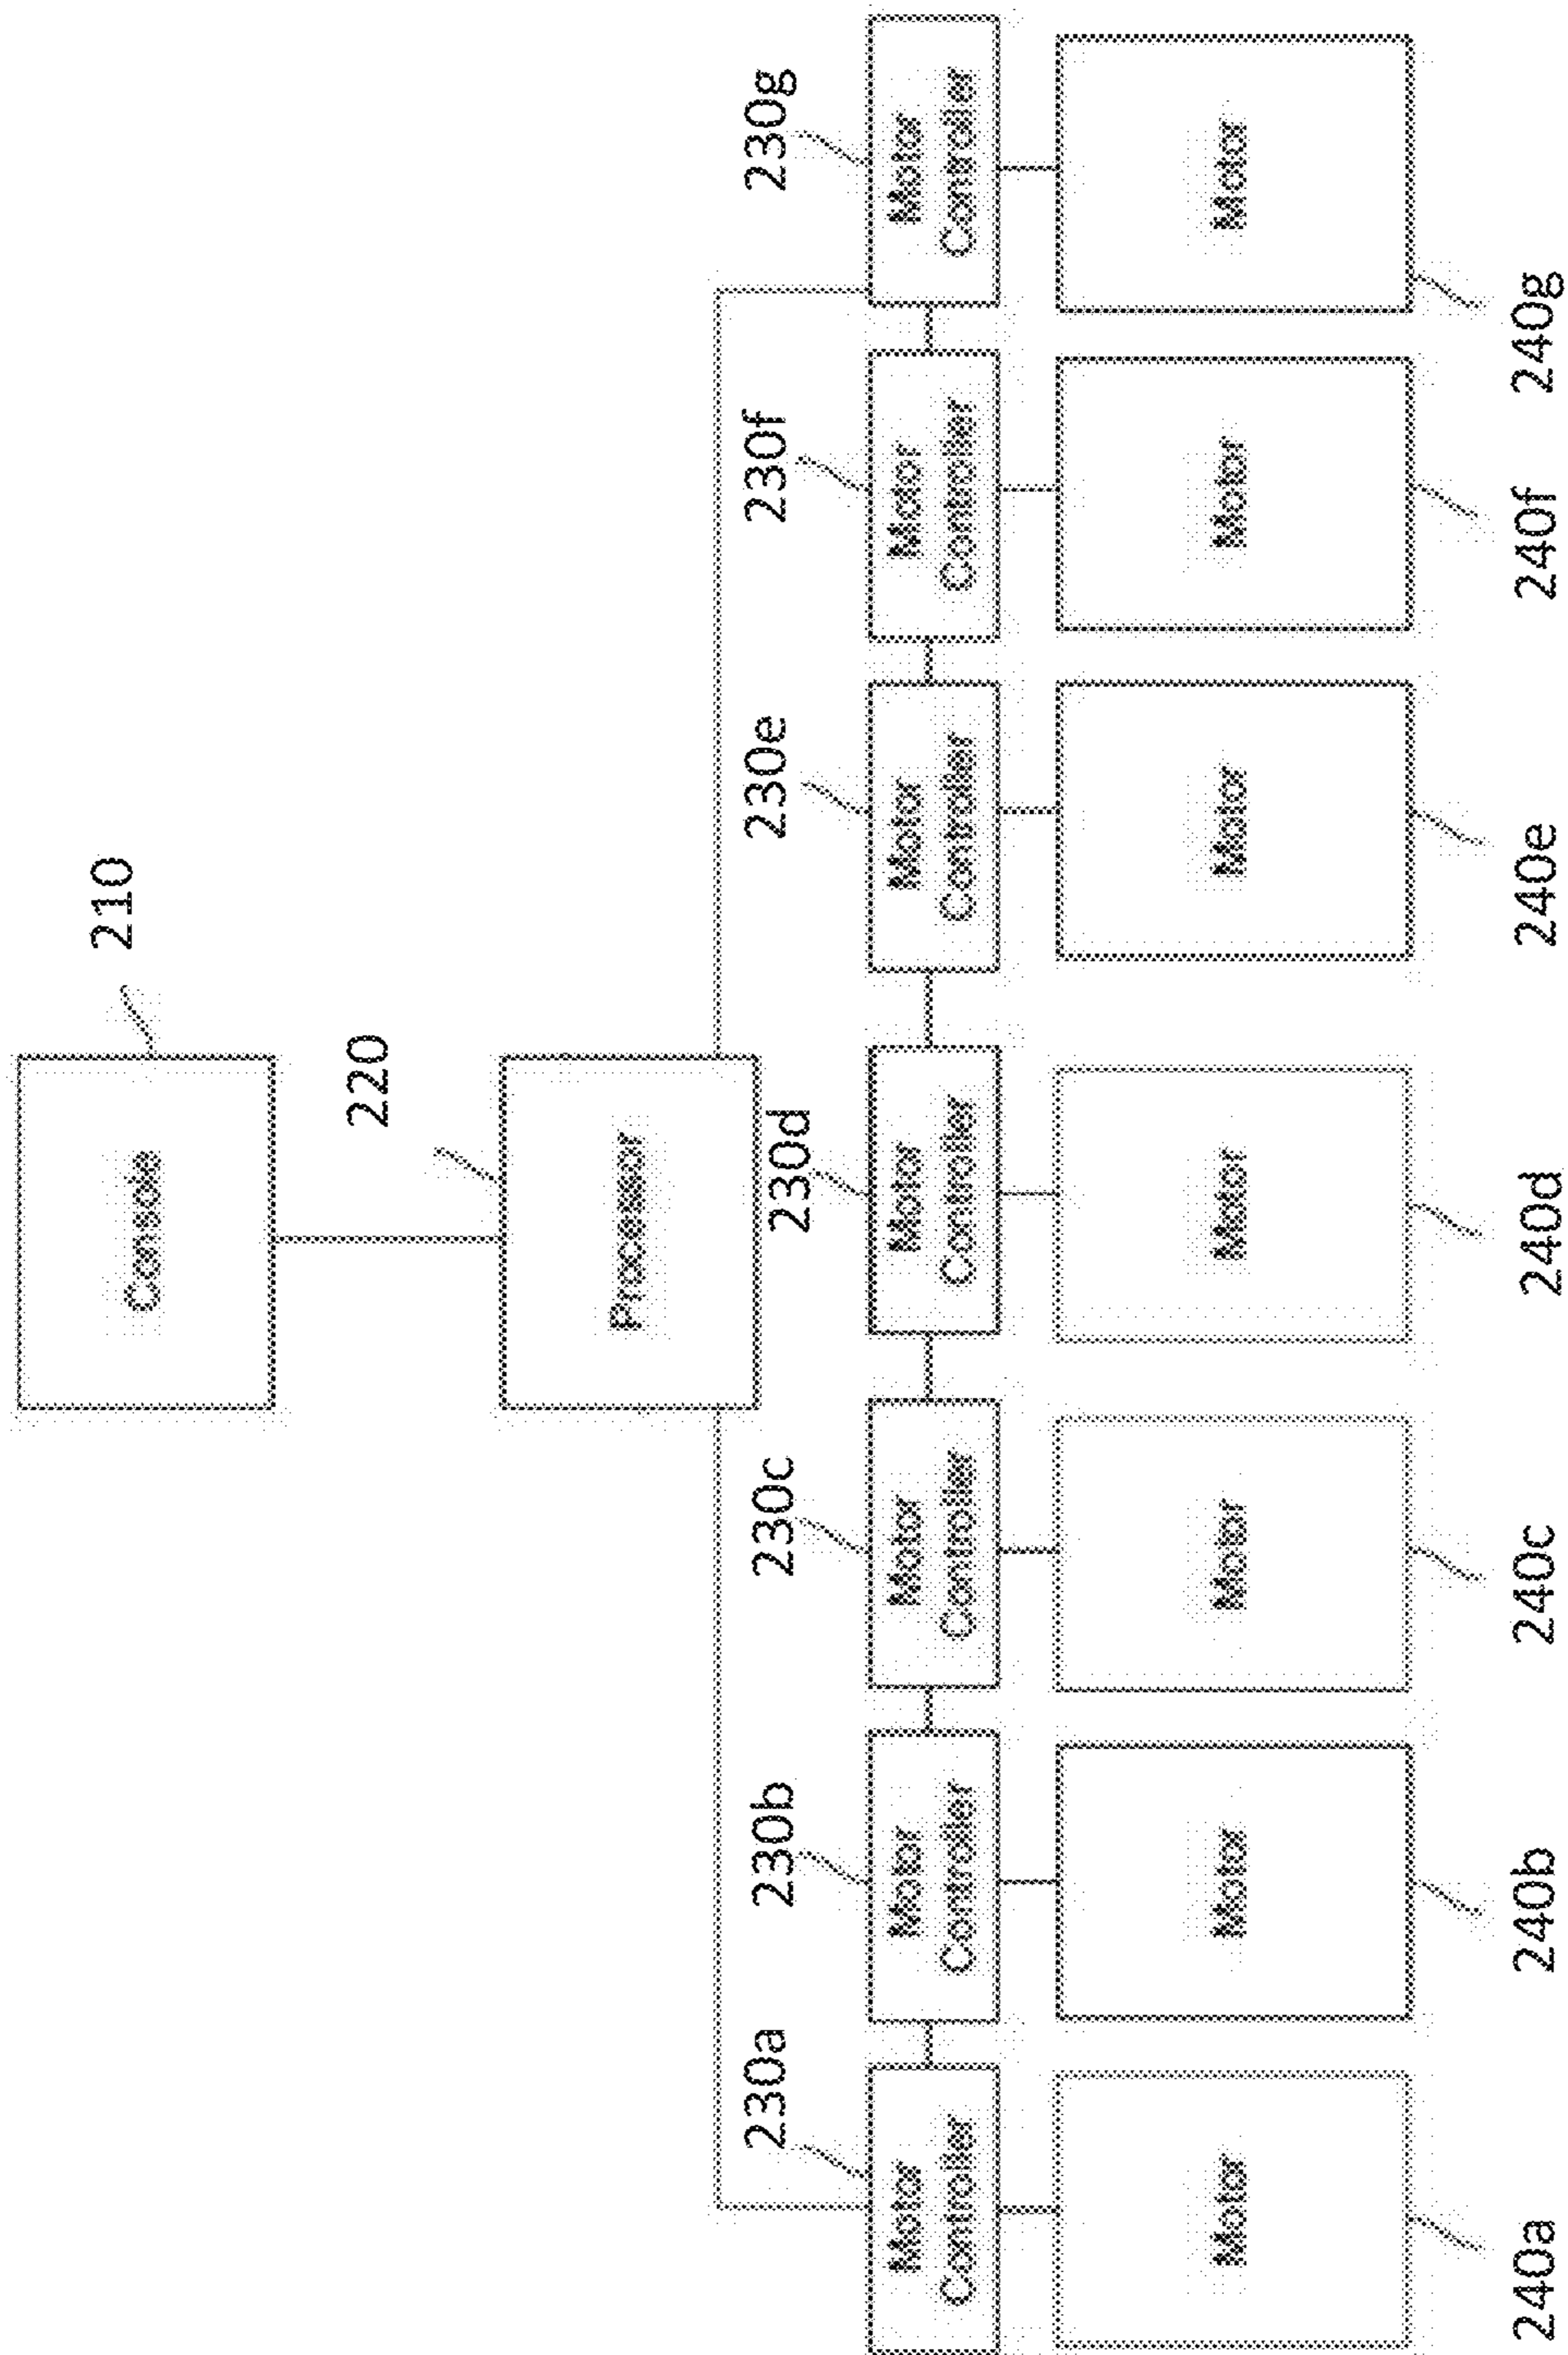 Console
210
220
Processor
230a
230b
230c
230d
230e
230f
230g
Motor
Controller
Motor
Controller
Motor
Controller
Motor
Controller
Motor
Controller
Motor
Controller
Motor
Controller
Motor
Motor
Motor
Motor
Motor
Motor
Motor
240a
240b
240c
240d
240e
240f
240g